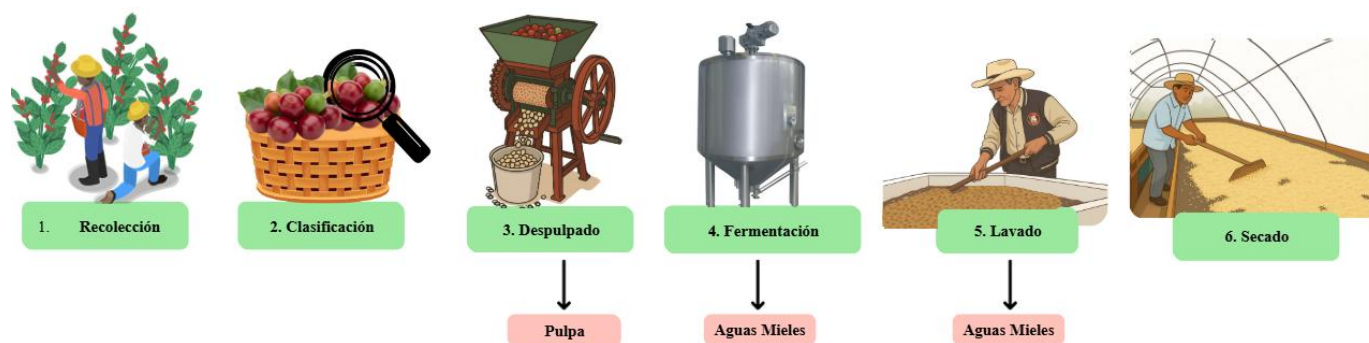 1. Recolección
2. Clasificación
3. Despulpado
4. Fermentación
5. Lavado
6. Secado
Pulpa
Aguas Mieles
Aguas Mieles